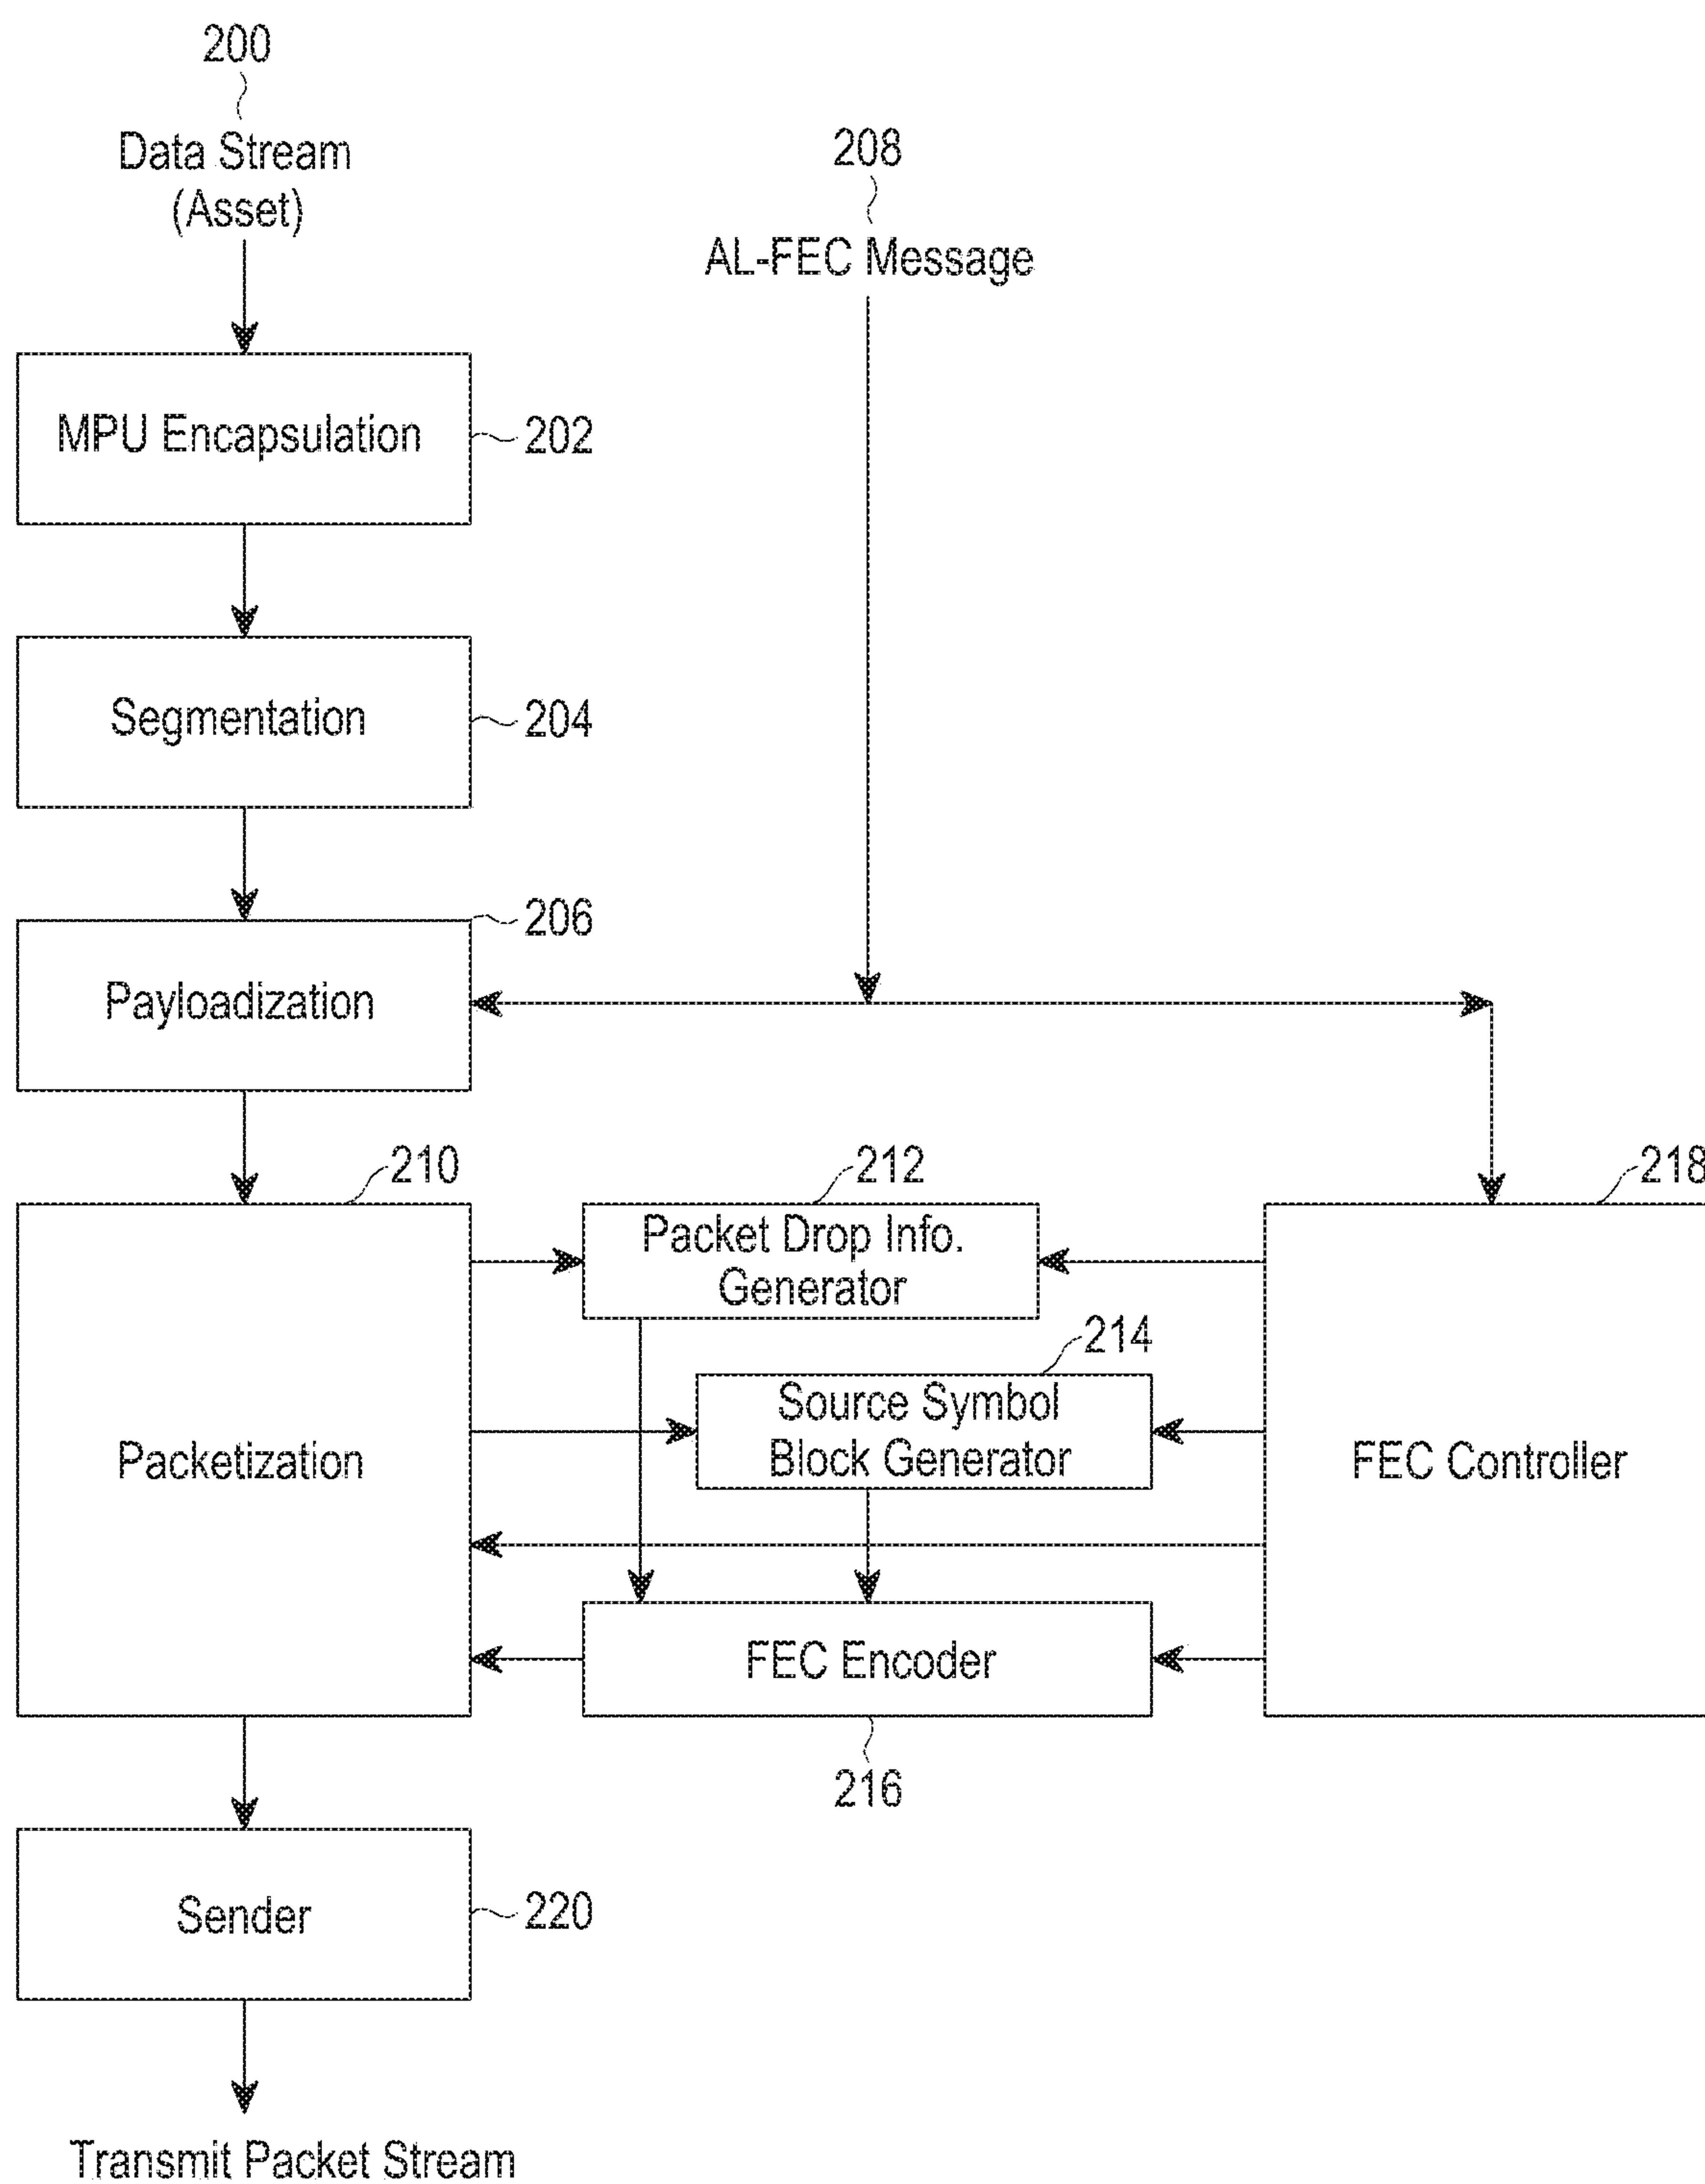 200
Data Stream
(Asset)
208
AL-FEC Message
MPU Encapsulation
202
Segmentation
204
206
Payloadization
210
212
218
Packet Drop Info.
Generator
214
Source Symbol
Block Generator
Packetization
FEC Controller
FEC Encoder
216
Sender
220
Transmit Packet Stream